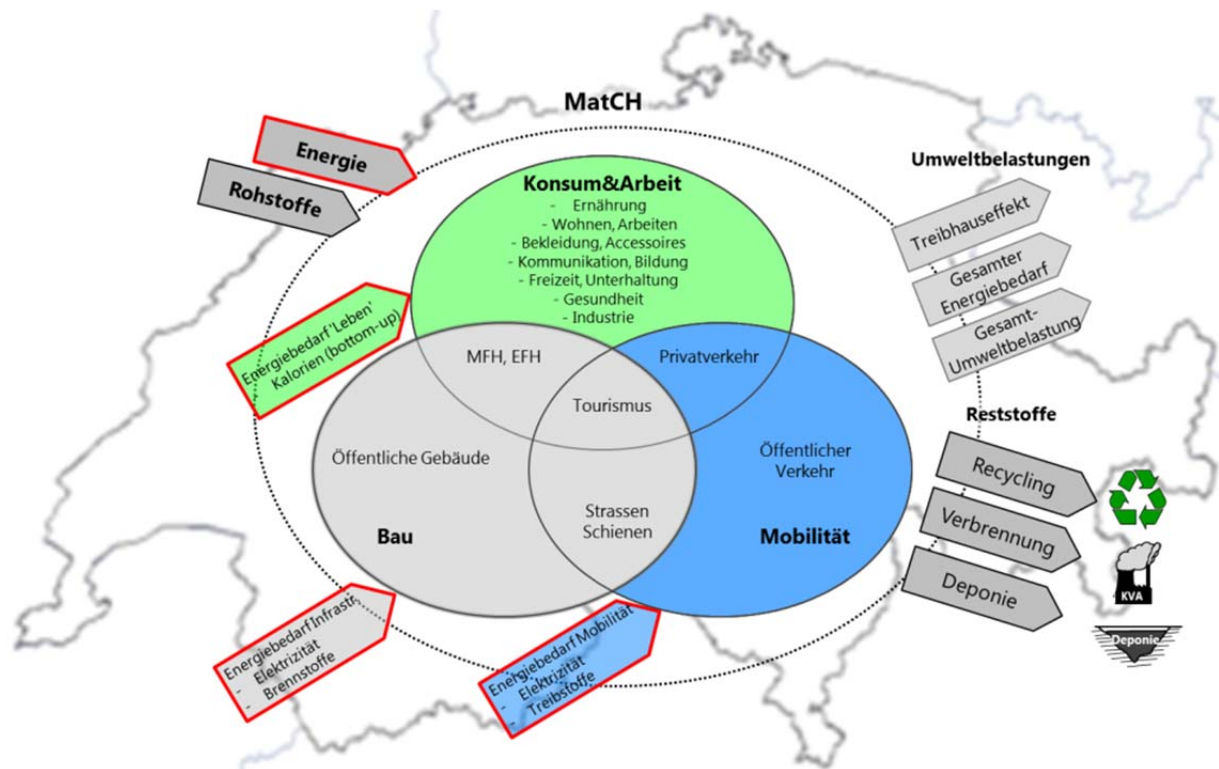 MatCH
Energie
Rohstoffe
Konsum&Arbeit
- Ernährung
- Wohnen, Arbeiten
- Bekleidung, Accessoires
- Kommunikation, Bildung
- Freizeit, Unterhaltung
- Gesundheit
- Industrie
Energiebedarf 'Leben'
Kalorien (bottom-up)
MFH, EFH
Privatverkehr
Tourismus
Öffentliche Gebäude
Öffentlicher
Verkehr
Strassen
Schienen
Bau
Mobilität
Energiebedarf Infrastr.
- Elektrizität
- Brennstoffe
Energiebedarf Mobilität
- Elektrizität
- Treibstoffe
Umweltbelastungen
Treibhauseffekt
Gesamter
Energiebedarf
Gesamt-
Umweltbelastung
Reststoffe
Recycling
Verbrennung
KVA
Deponie
Deponie